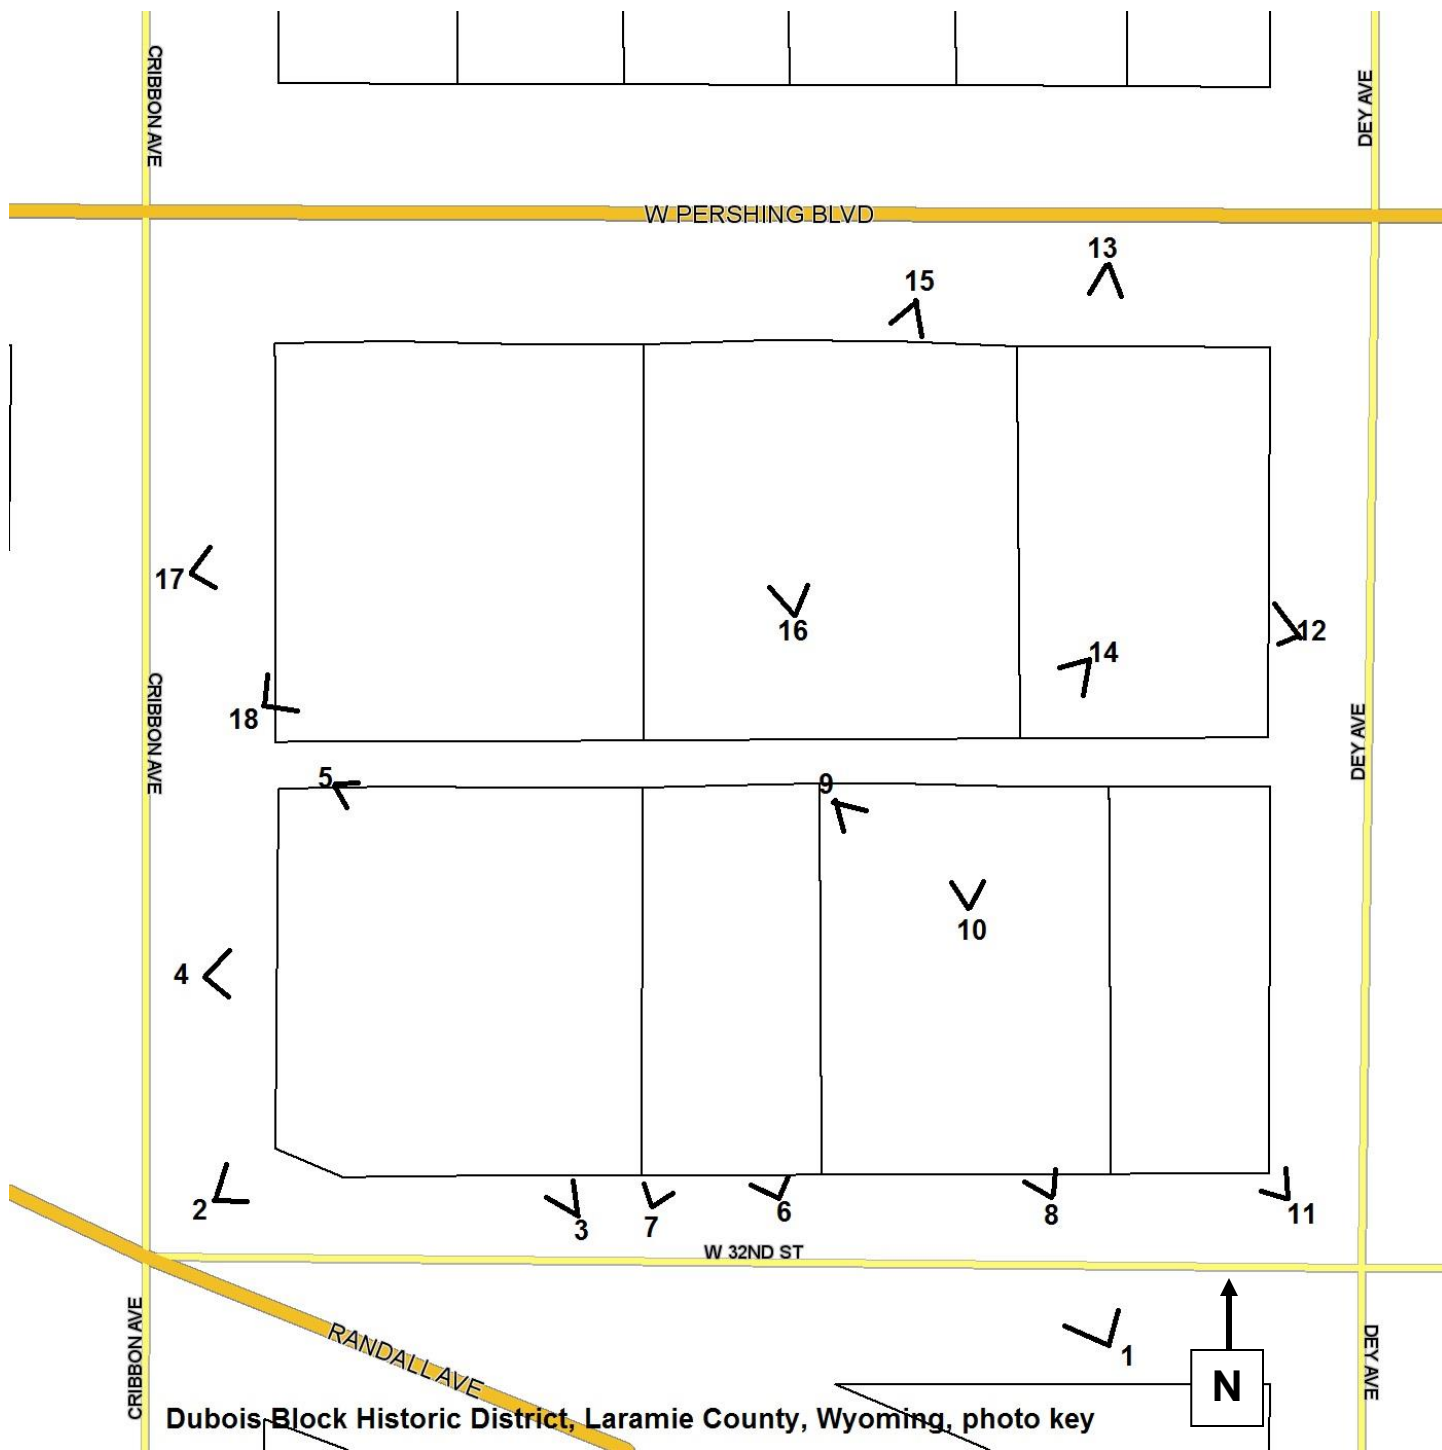 CRIBBON AVE
DEY AVE
W PERSHING BLVD
13
15
17
16
12
14
18
CRIBBON AVE
DEY AVE
5
9
10
4
2
3
7
6
8
11
W 32ND ST
CRIBBON AVE
RANDALL AVE
1
DEY AVE
N
Dubois Block Historic District, Laramie County, Wyoming, photo key